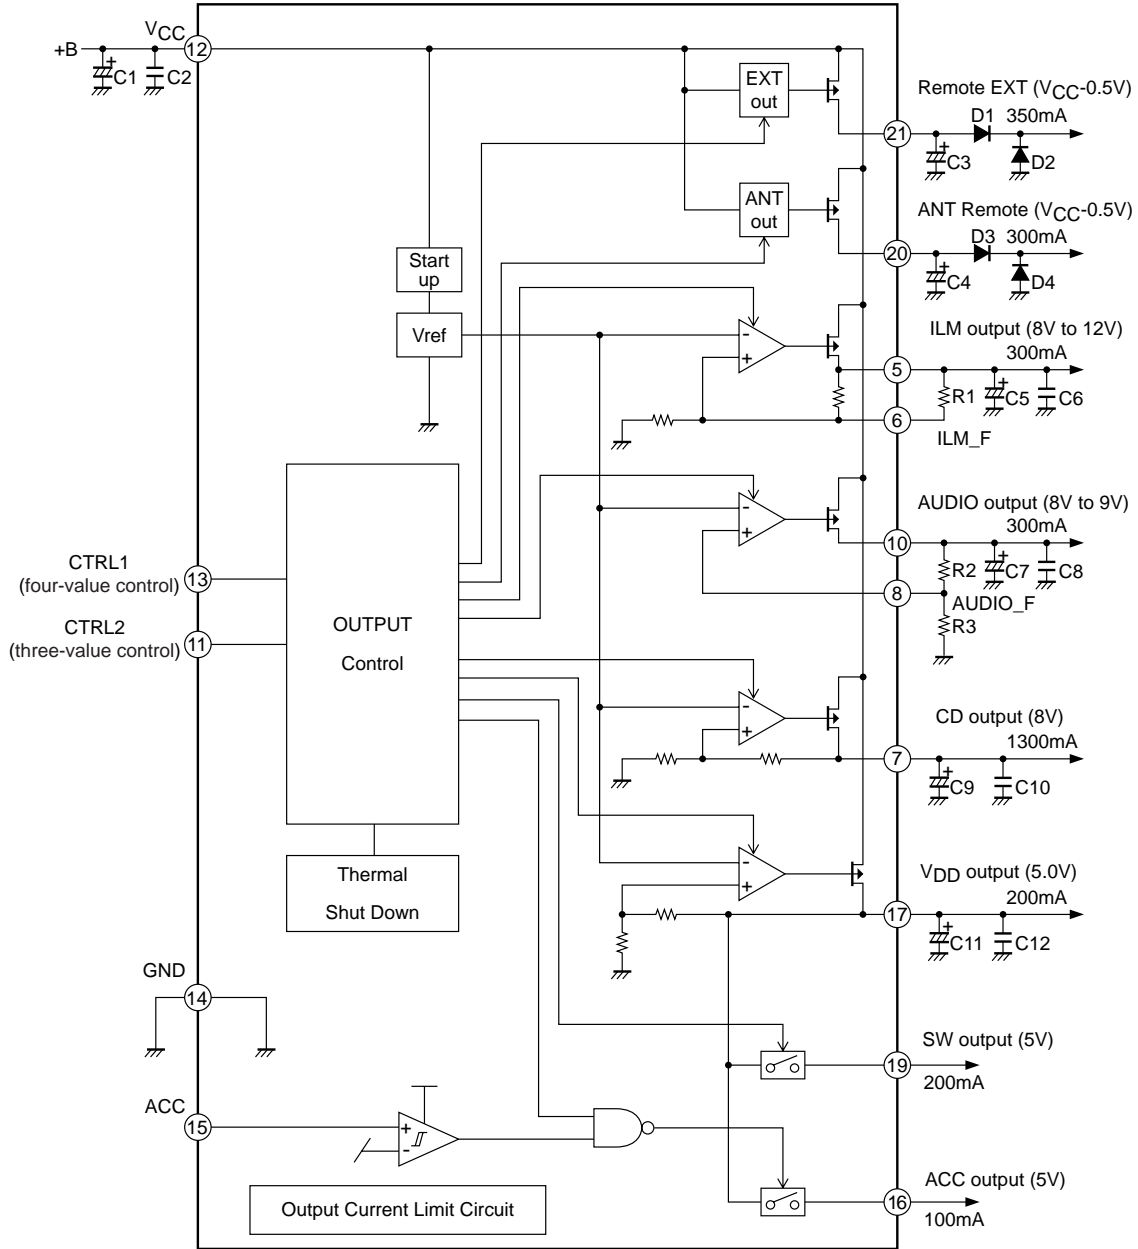 VCC
+B
12
C1
C2
EXT
out
Remote EXT (VCC-0.5V)
D1
350mA
21
C3
D2
ANT
out
ANT Remote (VCC-0.5V)
D3
300mA
20
C4
D4
Start
up
Vref
-
+
ILM output (8V to 12V)
300mA
5
R1
C5
C6
6
ILM_F
-
+
AUDIO output (8V to 9V)
300mA
10
R2
C7
C8
8
AUDIO_F
R3
CTRL1
(four-value control)
13
CTRL2
(three-value control)
11
OUTPUT
Control
-
+
CD output (8V)
1300mA
7
C9
C10
Thermal
Shut Down
-
+
VDD output (5.0V)
200mA
17
C11
C12
GND
14
SW output (5V)
19
200mA
ACC
15
+
-
ACC output (5V)
16
100mA
Output Current Limit Circuit